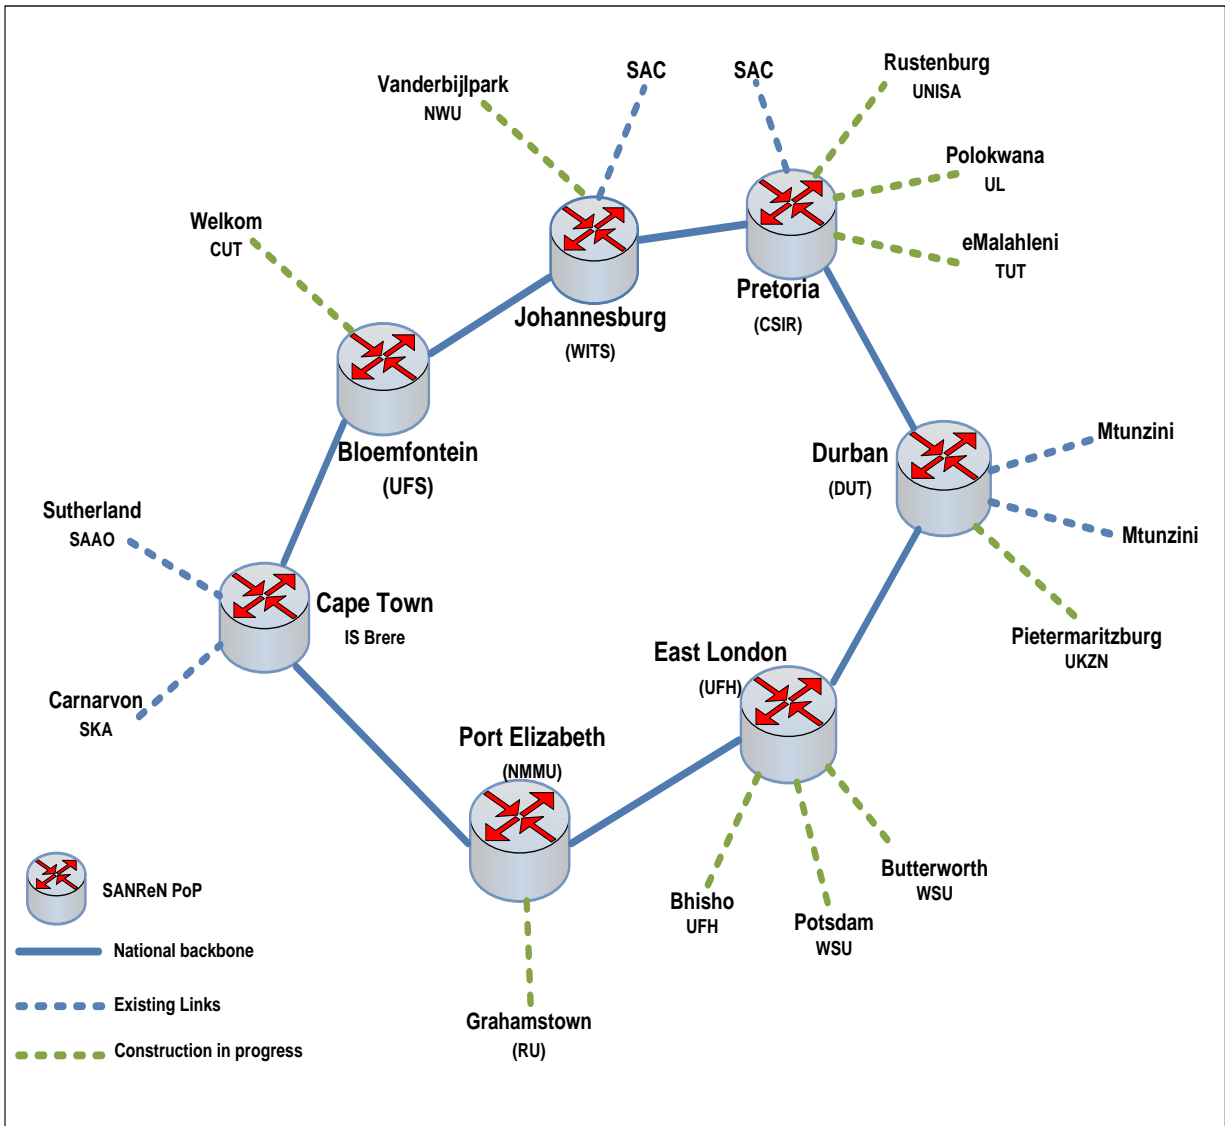 SAC
SAC
Rustenburg
UNISA
Vanderbijlpark
NWU
Polokwana
UL
Welkom
CUT
eMalahleni
TUT
Pretoria
(CSIR)
Johannesburg
(WITS)
Bloemfontein
(UFS)
Durban
(DUT)
Mtunzini
Mtunzini
Sutherland
SAAO
Cape Town
IS Brere
Pietermaritzburg
UKZN
East London
(UFH)
Carnarvon
SKA
Port Elizabeth
(NMMU)
Butterworth
WSU
Bhisho
UFH
Potsdam
WSU
Grahamstown
(RU)
SANReN PoP
National backbone
Existing Links
Construction in progress